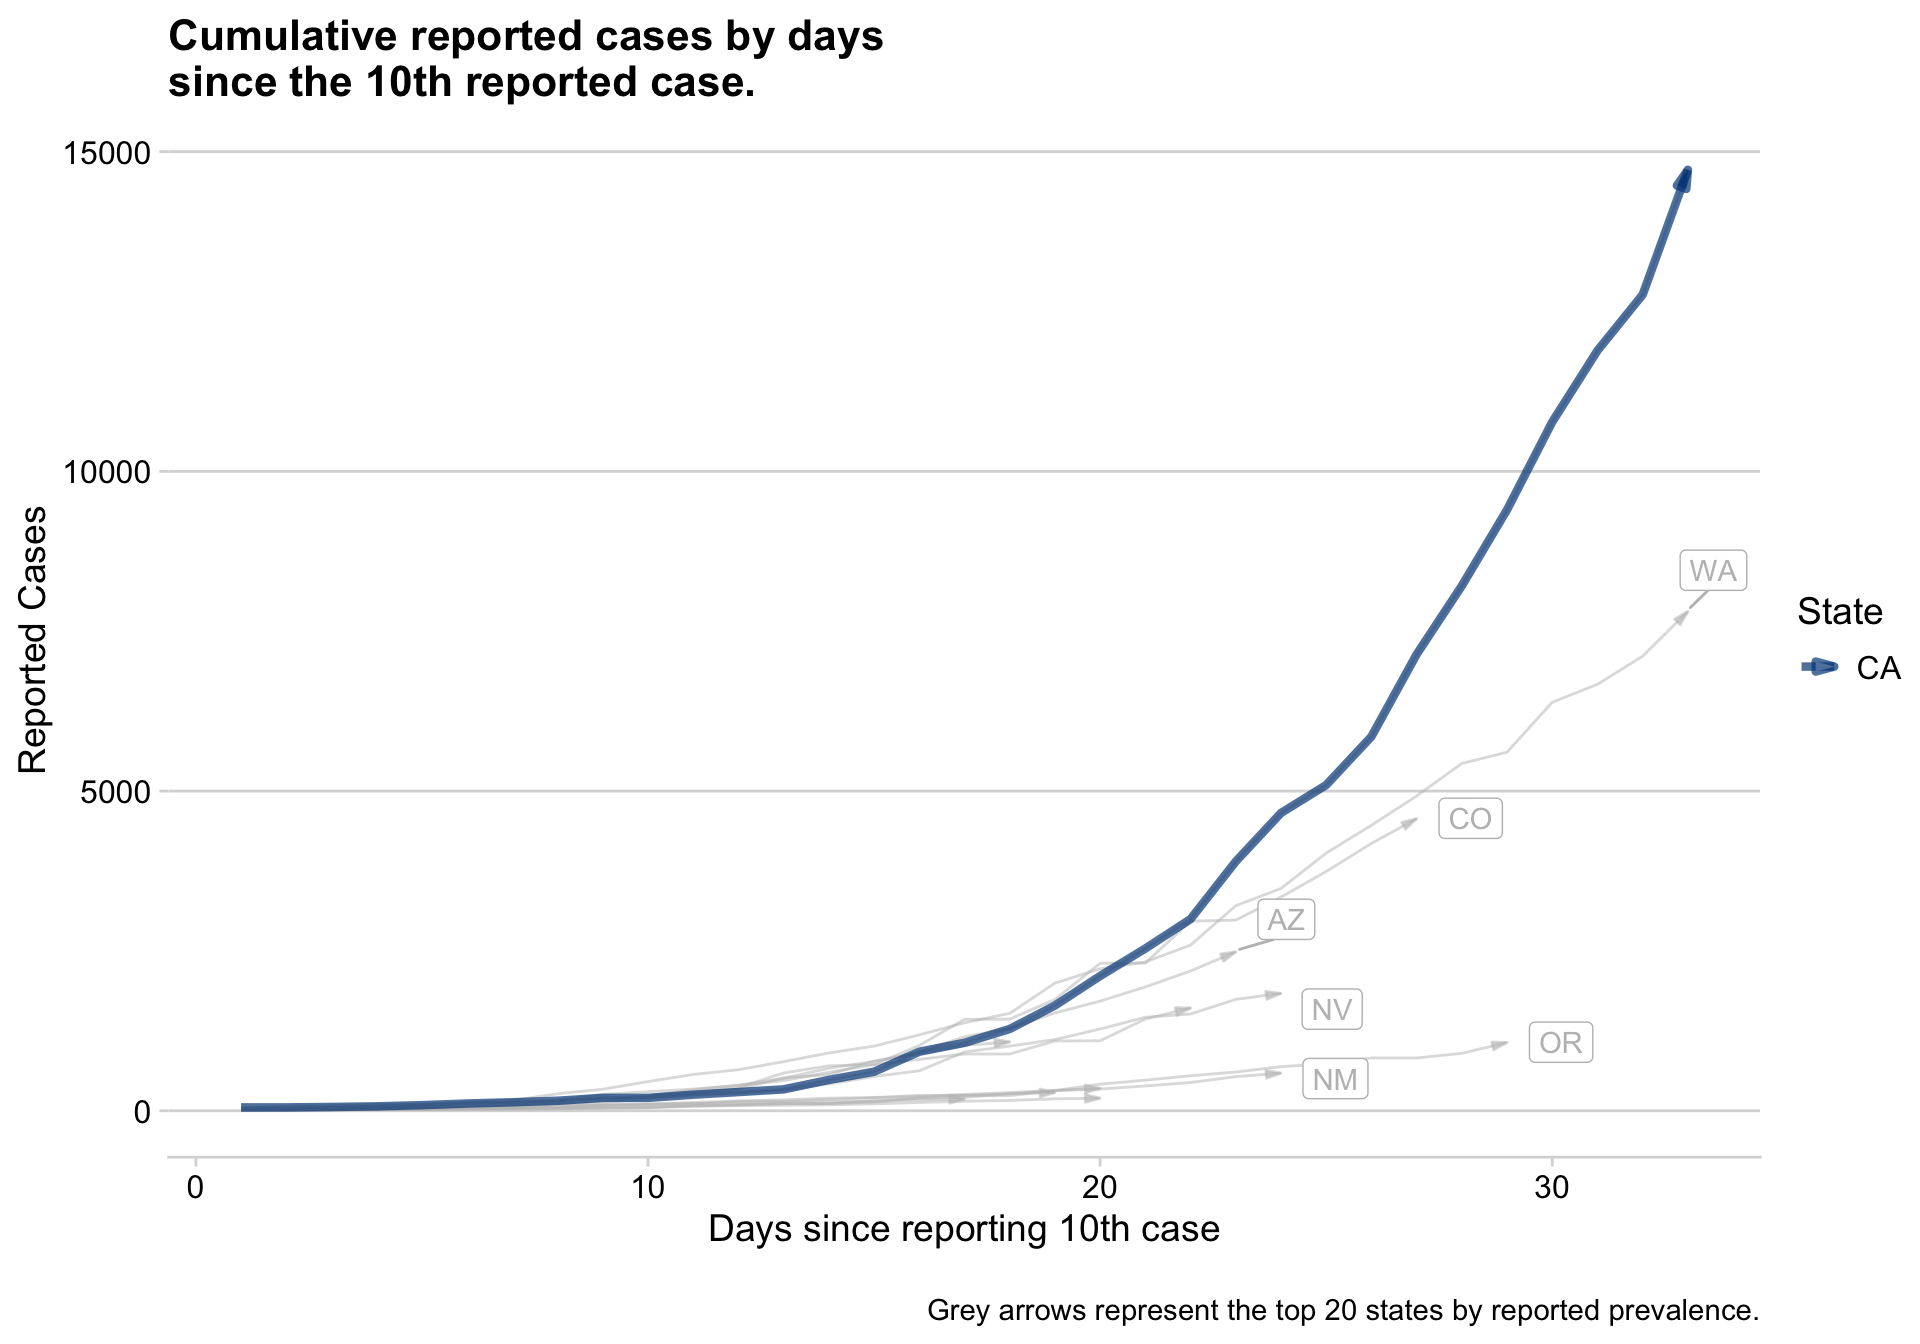 Cumulative reported cases by days
since the 10th reported case.
15000
10000
5000
0
Reported Cases
WA
CO
AZ
NV
OR
NM
State
CA
0 10 20 30
Days since reporting 10th case
Grey arrows represent the top 20 states by reported prevalence.